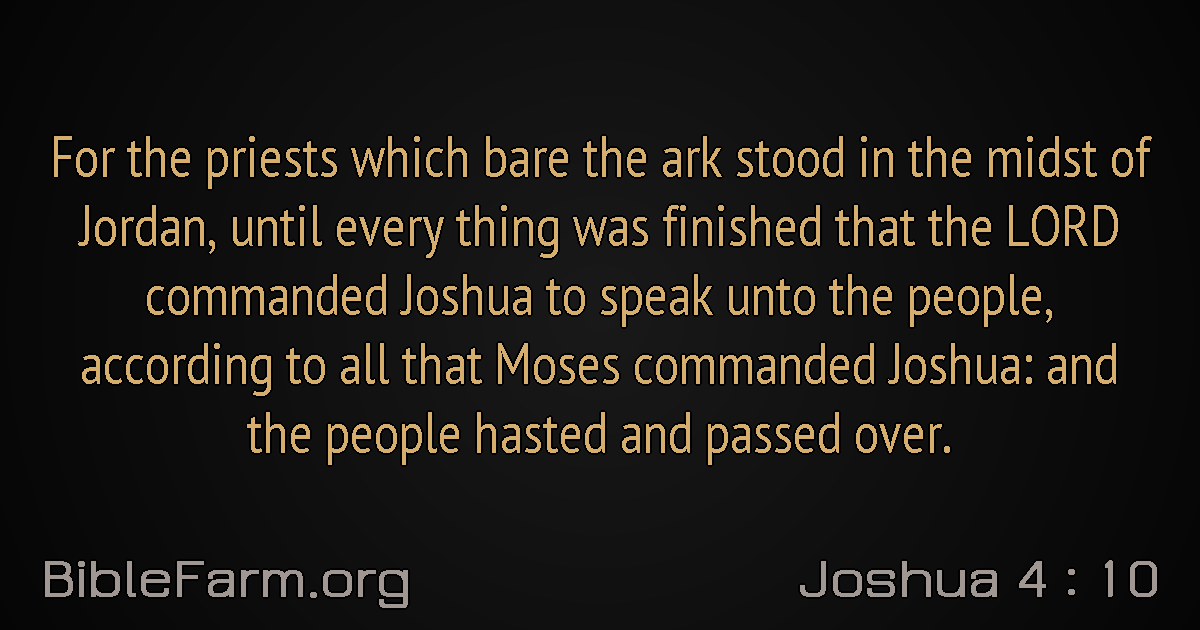 For the priests which bare the ark stood in the midst of
Jordan, until every thing was finished that the LORD
commanded Joshua to speak unto the people,
according to all that Moses commanded Joshua: and
the people hasted and passed over.
BibleFarm.org
Joshua 4 : 10